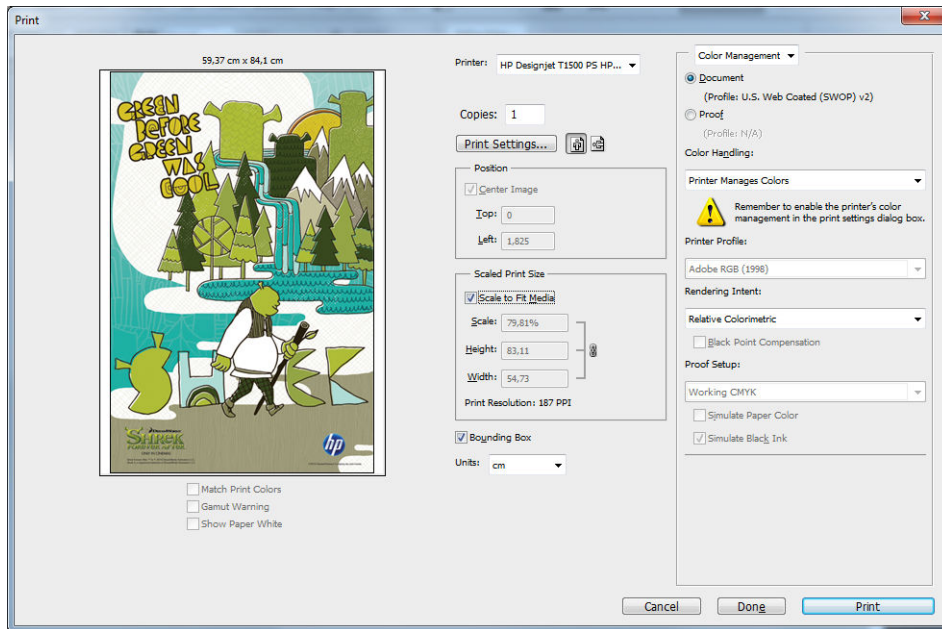 Print
59,37 cm x 84,1 cm
GREEN
BEFORE
GREEN
WAS
COOL
SHREK
SHREK
hp
Match Print Colors
Gamut Warning
Show Paper White
Printer: HP Designjet T1500 PS HP...
Copies: 1
Print Settings...
Position
Center Image
Top: 0
Left: 1,825
Scaled Print Size
Scale to Fit Media
Scale: 79,81%
Height: 83,11
Width: 54,73
Print Resolution: 187 PPI
Bounding Box
Units: cm
Color Management
Document
(Profile: U.S. Web Coated (SWOP) v2)
Proof
(Profile: N/A)
Color Handling:
Printer Manages Colors
Remember to enable the printer's color
management in the print settings dialog box.
Printer Profile:
Adobe RGB (1998)
Rendering Intent:
Relative Colorimetric
Black Point Compensation
Proof Setup:
Working CMYK
Simulate Paper Color
Simulate Black Ink
Cancel
Done
Print